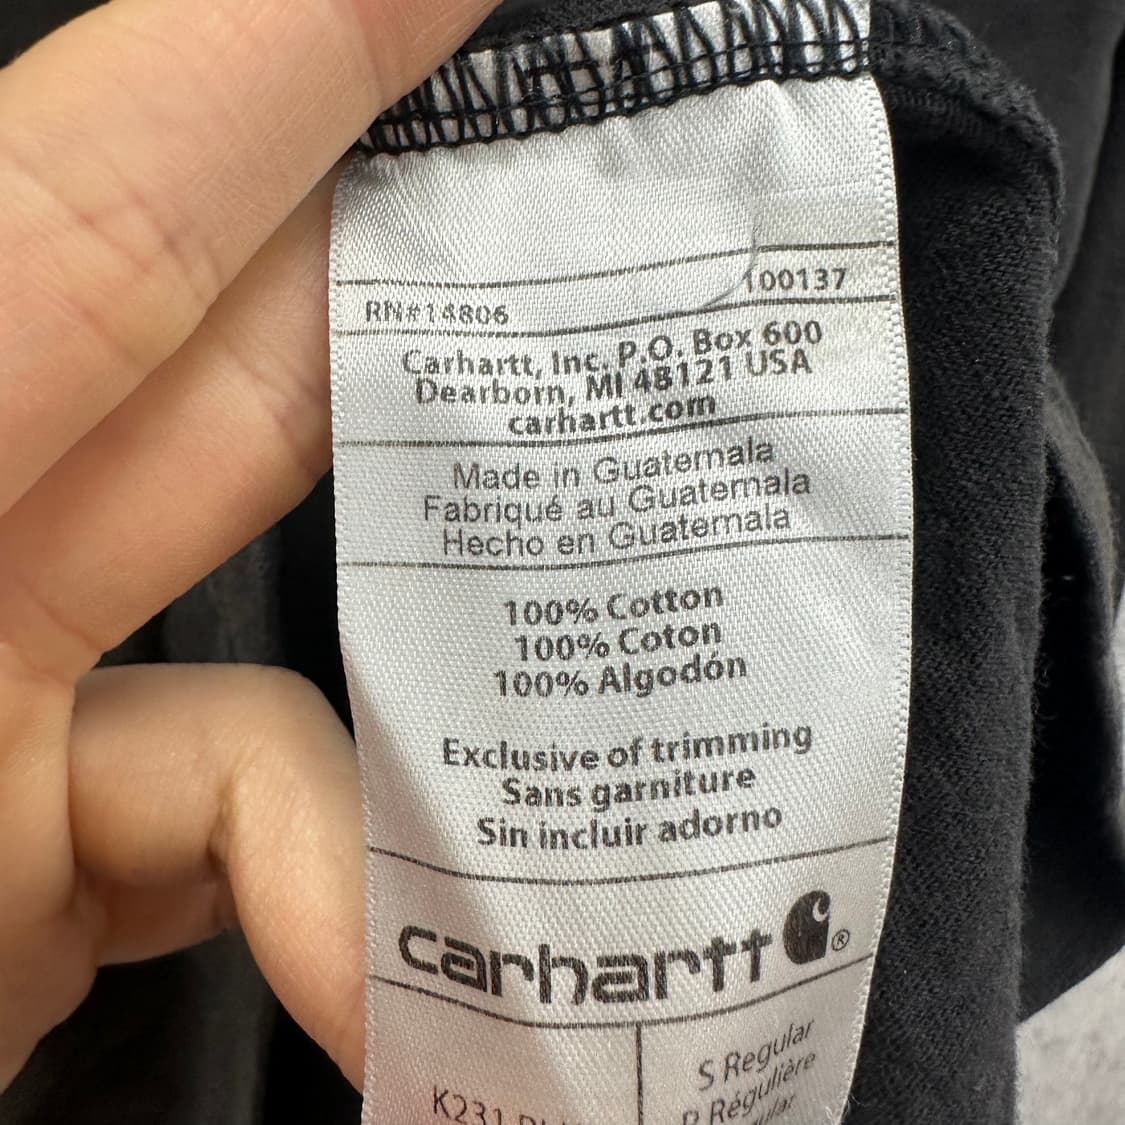 100137
RN#14806
Carhartt, Inc. P.O. Box 600
Dearborn, MI 48121 USA
carhartt.com
Made in Guatemala
Fabriqué au Guatemala
Hecho en Guatemala
100% Cotton
100% Coton
100% Algodón
Exclusive of trimming
Sans garniture
Sin incluir adorno
carhartt ®
S Regular
P Régulière
K231